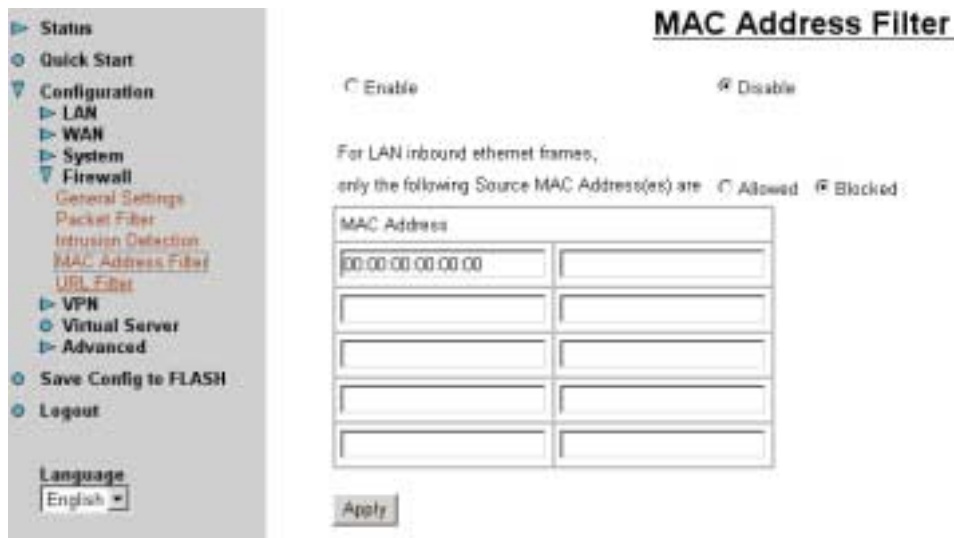 Status
Quick Start
Configuration
LAN
WAN
System
Firewall
General Settings
Packet Filter
Intrusion Detection
MAC Address Filter
URL Filter
VPN
Virtual Server
Advanced
Save Config to FLASH
Logout
Language
English
MAC Address Filter
Enable Disable
For LAN inbound ethernet frames,
only the following Source MAC Address(es) are Allowed Blocked
MAC Address
00:00:00:00:00:00
Apply